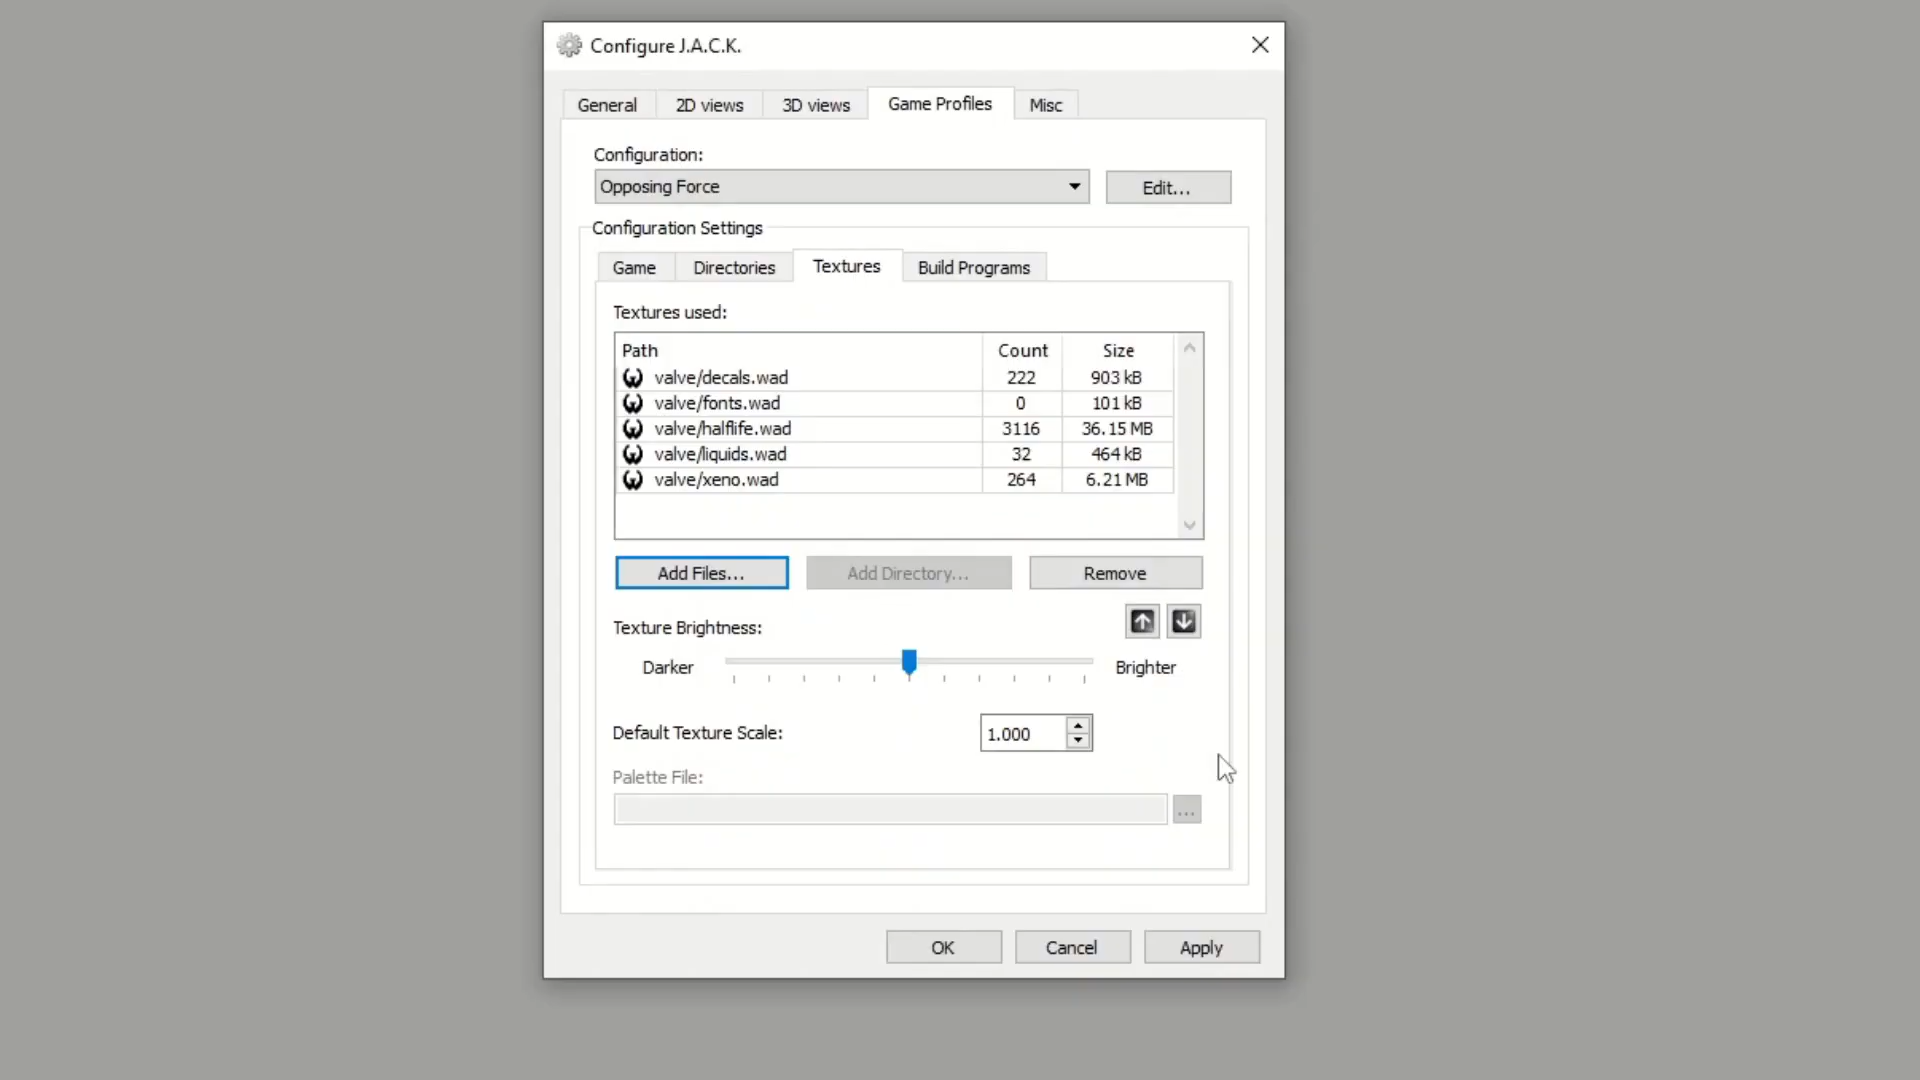 Configure J.A.C.K.
General 2D views 3D views Game Profiles Misc
Configuration:
Opposing Force Edit...
Configuration Settings
Game Directories Textures Build Programs
Textures used:
Path Count Size
valve/decals.wad 222 903 kB
valve/fonts.wad 0 101 kB
valve/halflife.wad 3116 36.15 MB
valve/liquids.wad 32 464 kB
valve/xeno.wad 264 6.21 MB
Add Files... Add Directory... Remove
Texture Brightness:
Darker Brighter
Default Texture Scale: 1.000
Palette File:
...
OK Cancel Apply